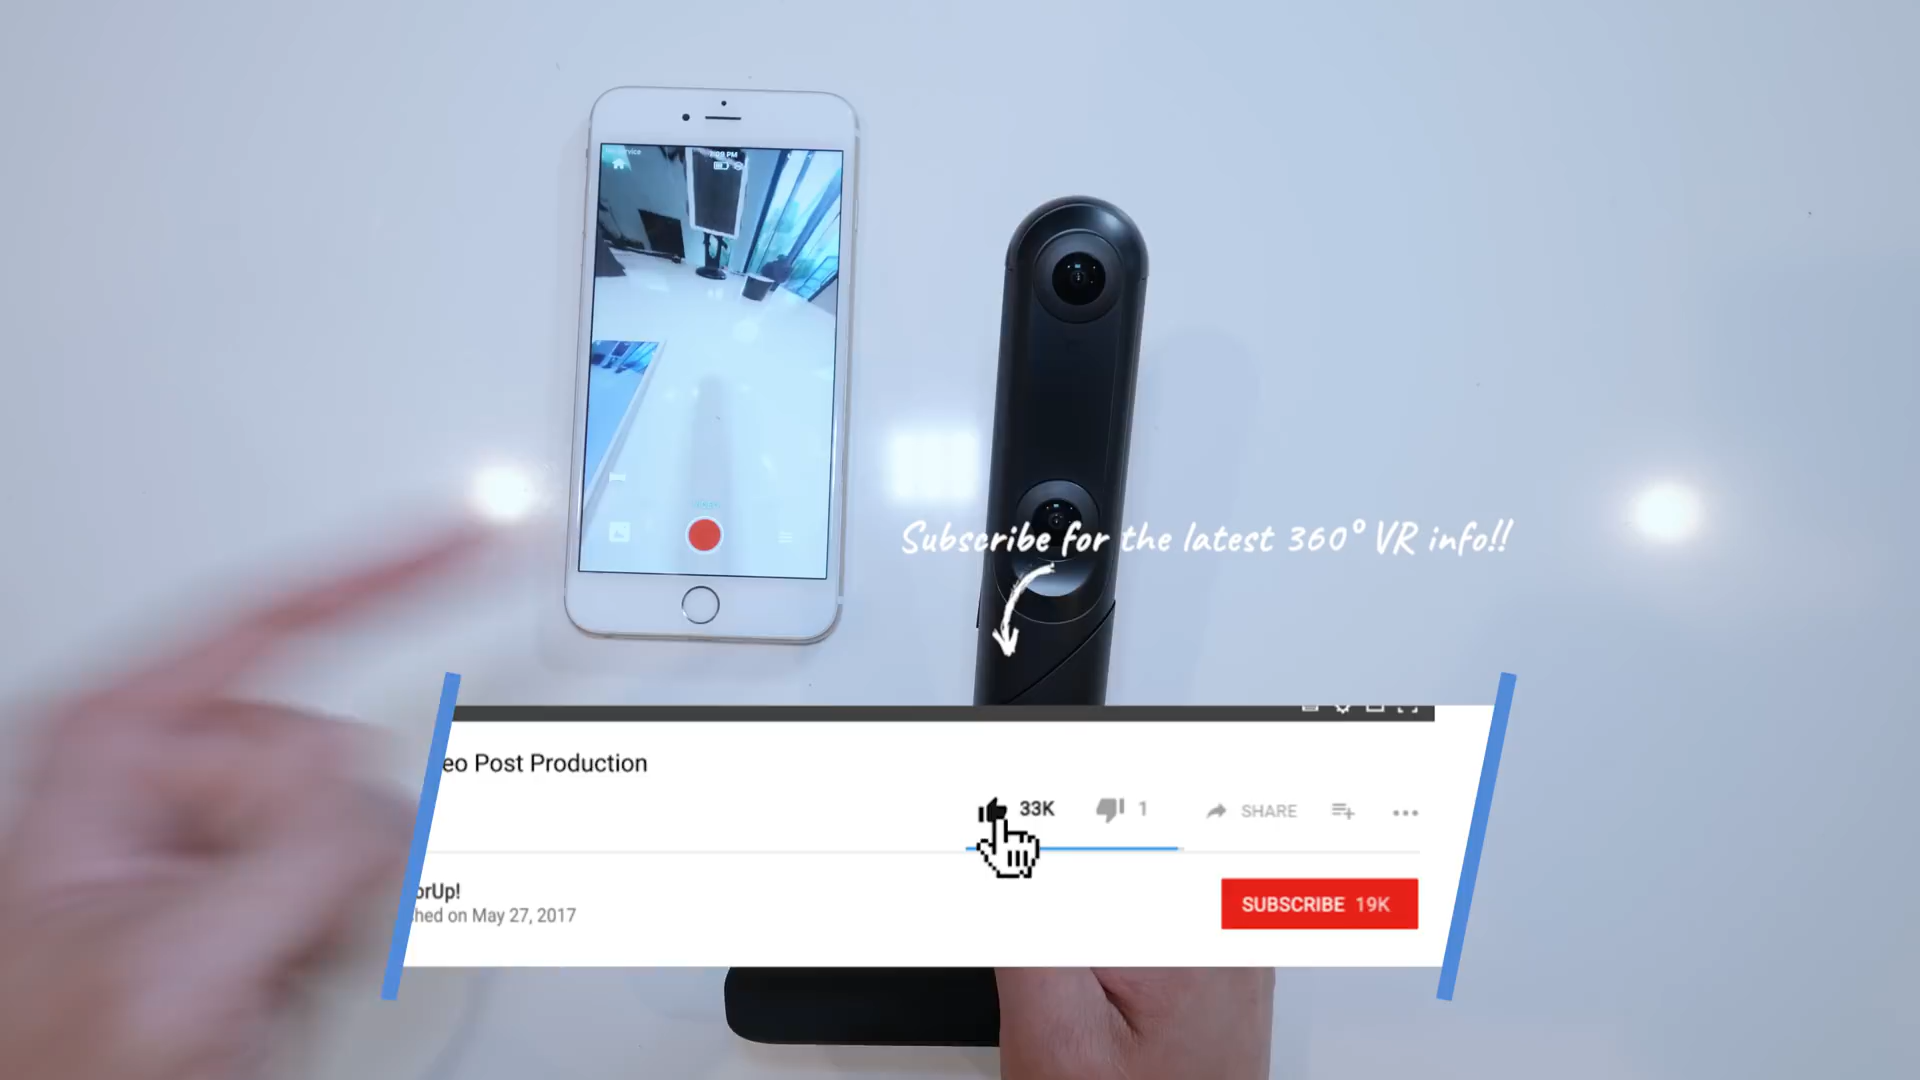 Subscribe for the latest 360° VR info!!
eo Post Production
33K
1
SHARE
orUp!
hed on May 27, 2017
SUBSCRIBE 19K